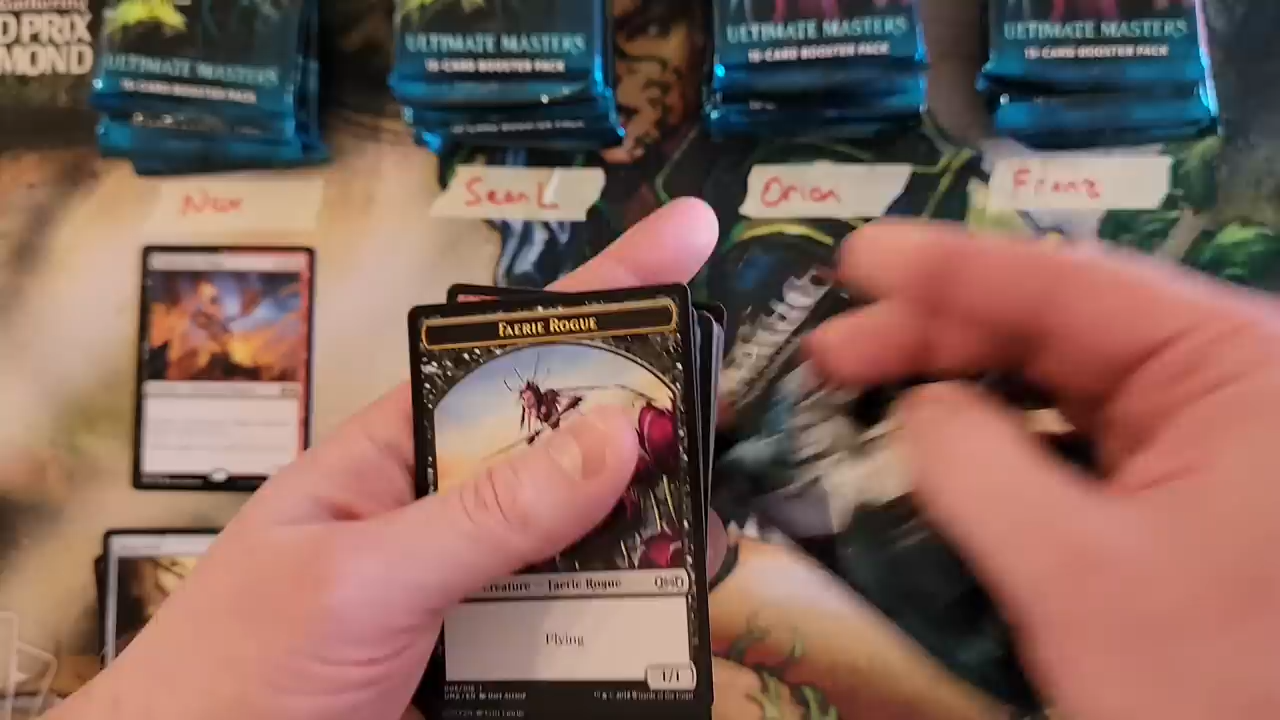 Gathering
D PRIX
MOND
ULTIMATE MASTERS
15-CARD BOOSTER PACK
ULTIMATE MASTERS
15-CARD BOOSTER PACK
ULTIMATE MASTERS
15-CARD BOOSTER PACK
ULTIMATE MASTERS
15-CARD BOOSTER PACK
Sean L
Orion
Franz
FAERIE ROGUE
Creature — Faerie Rogue
Flying
1/1